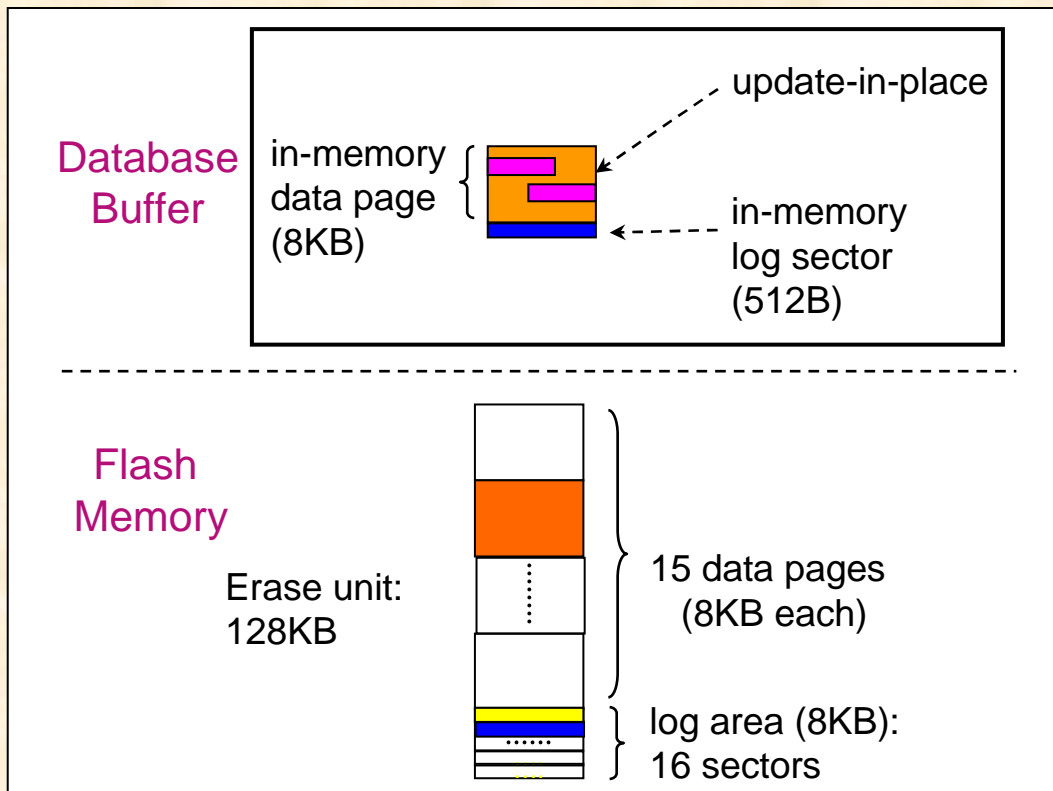 Database
Buffer
in-memory
data page
(8KB)
update-in-place
in-memory
log sector
(512B)
Flash
Memory
Erase unit:
128KB
15 data pages
(8KB each)
log area (8KB):
16 sectors